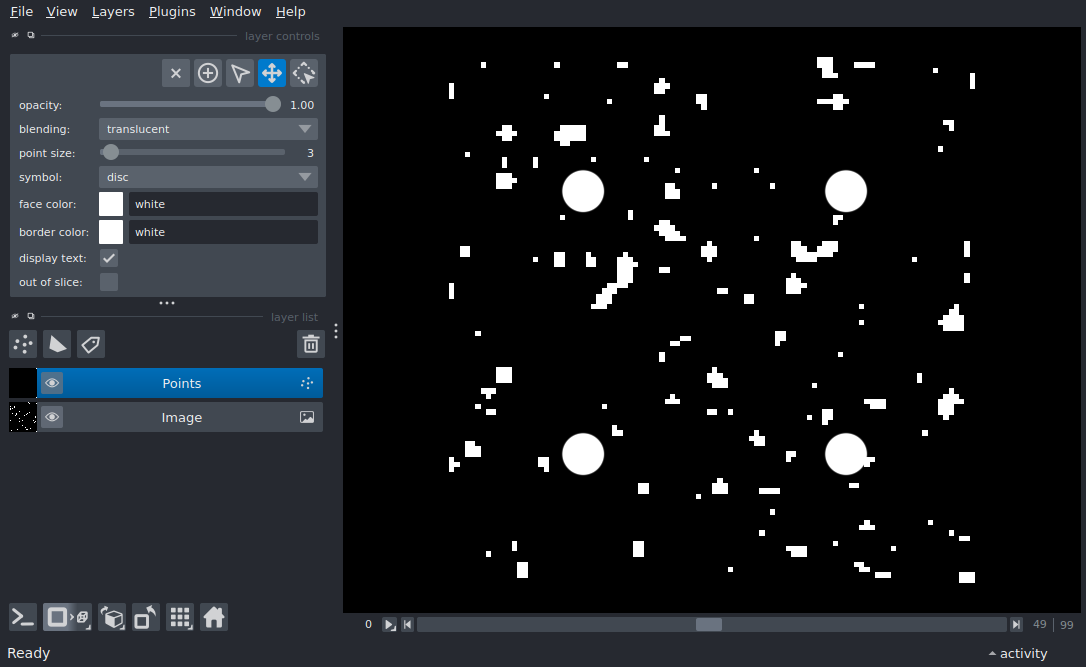 File View Layers Plugins Window Help
layer controls
opacity: 1.00
blending: translucent
point size: 3
symbol: disc
face color: white
border color: white
display text:
out of slice:
layer list
Points
Image
0 49 99
Ready activity